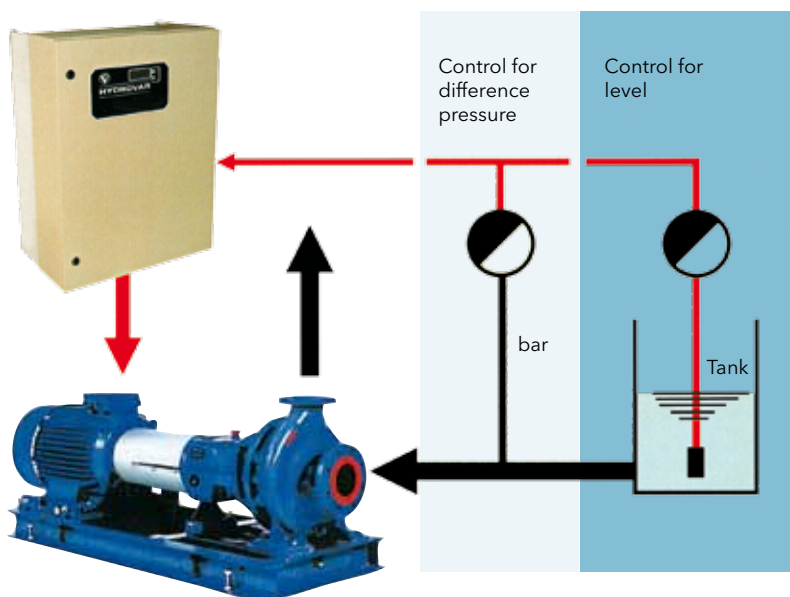 HYDROVAR
Control for
difference
pressure
Control for
level
bar
Tank